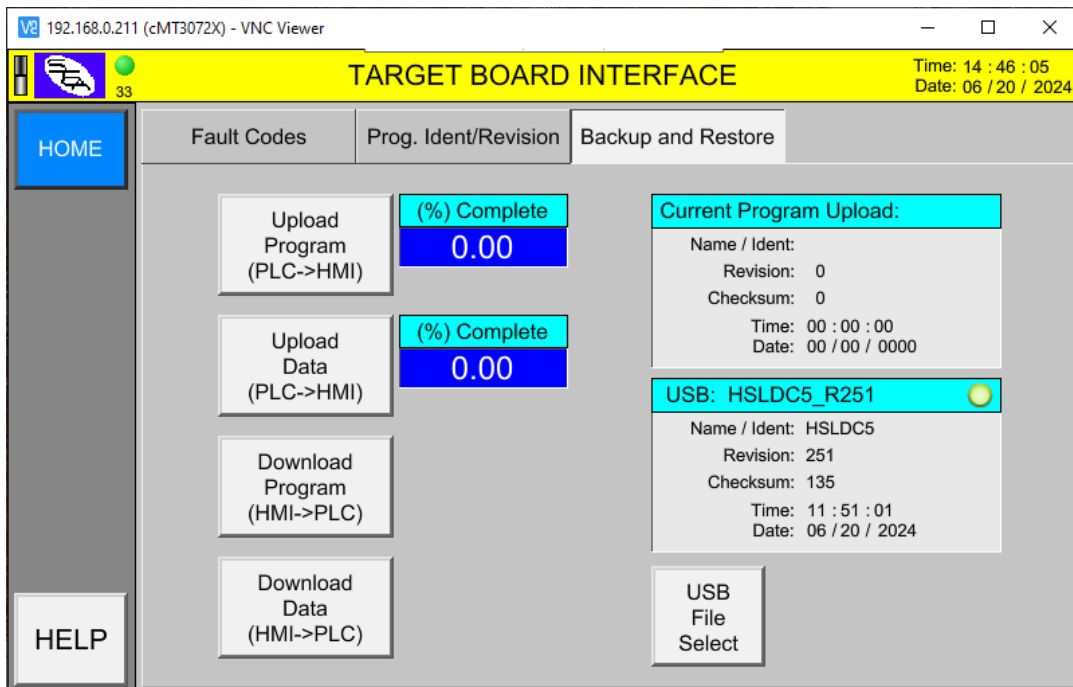 192.168.0.211 (cMT3072X) - VNC Viewer
33
TARGET BOARD INTERFACE
Time: 14 : 46 : 05
Date: 06 / 20 / 2024
HOME
Fault Codes
Prog. Ident/Revision
Backup and Restore
Upload
Program
(PLC->HMI)
(%) Complete
0.00
Upload
Data
(PLC->HMI)
(%) Complete
0.00
Download
Program
(HMI->PLC)
Download
Data
(HMI->PLC)
Current Program Upload:
Name / Ident:
Revision: 0
Checksum: 0
Time: 00 : 00 : 00
Date: 00 / 00 / 0000
USB: HSLDC5_R251
Name / Ident: HSLDC5
Revision: 251
Checksum: 135
Time: 11 : 51 : 01
Date: 06 / 20 / 2024
USB
File
Select
HELP